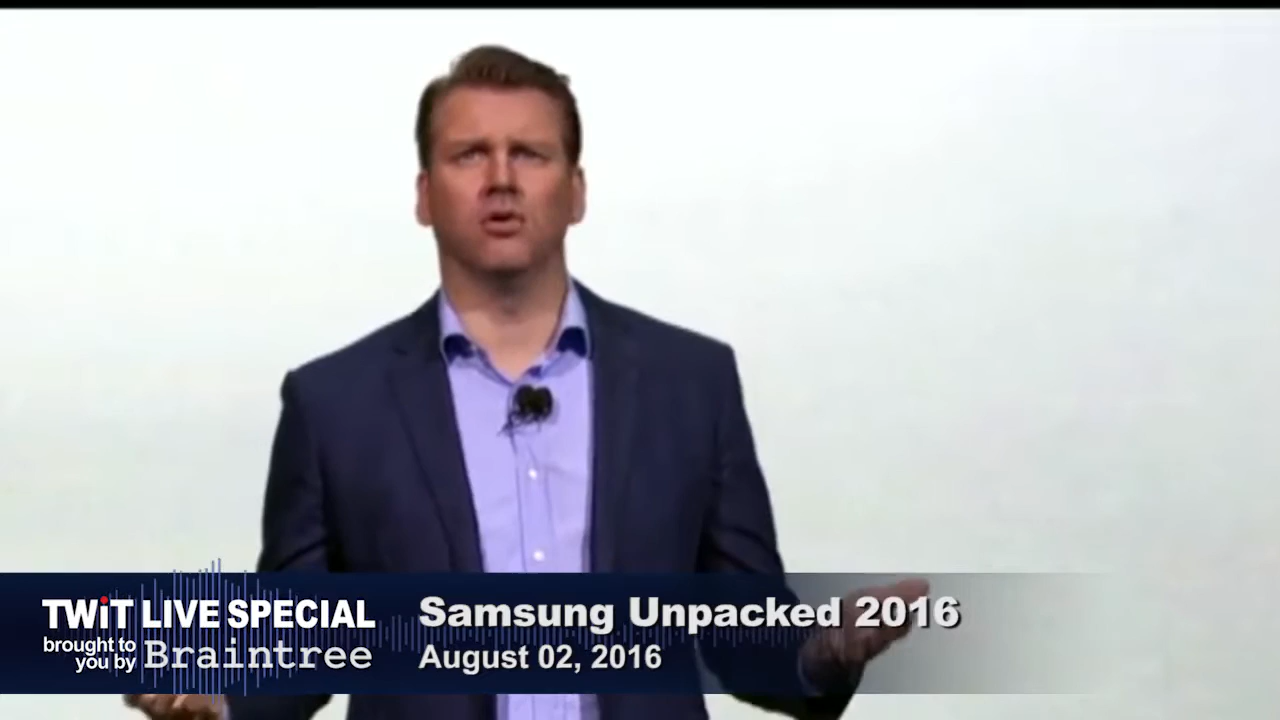 TWiT LIVE SPECIAL
brought to
you by Braintree
Samsung Unpacked 2016
August 02, 2016